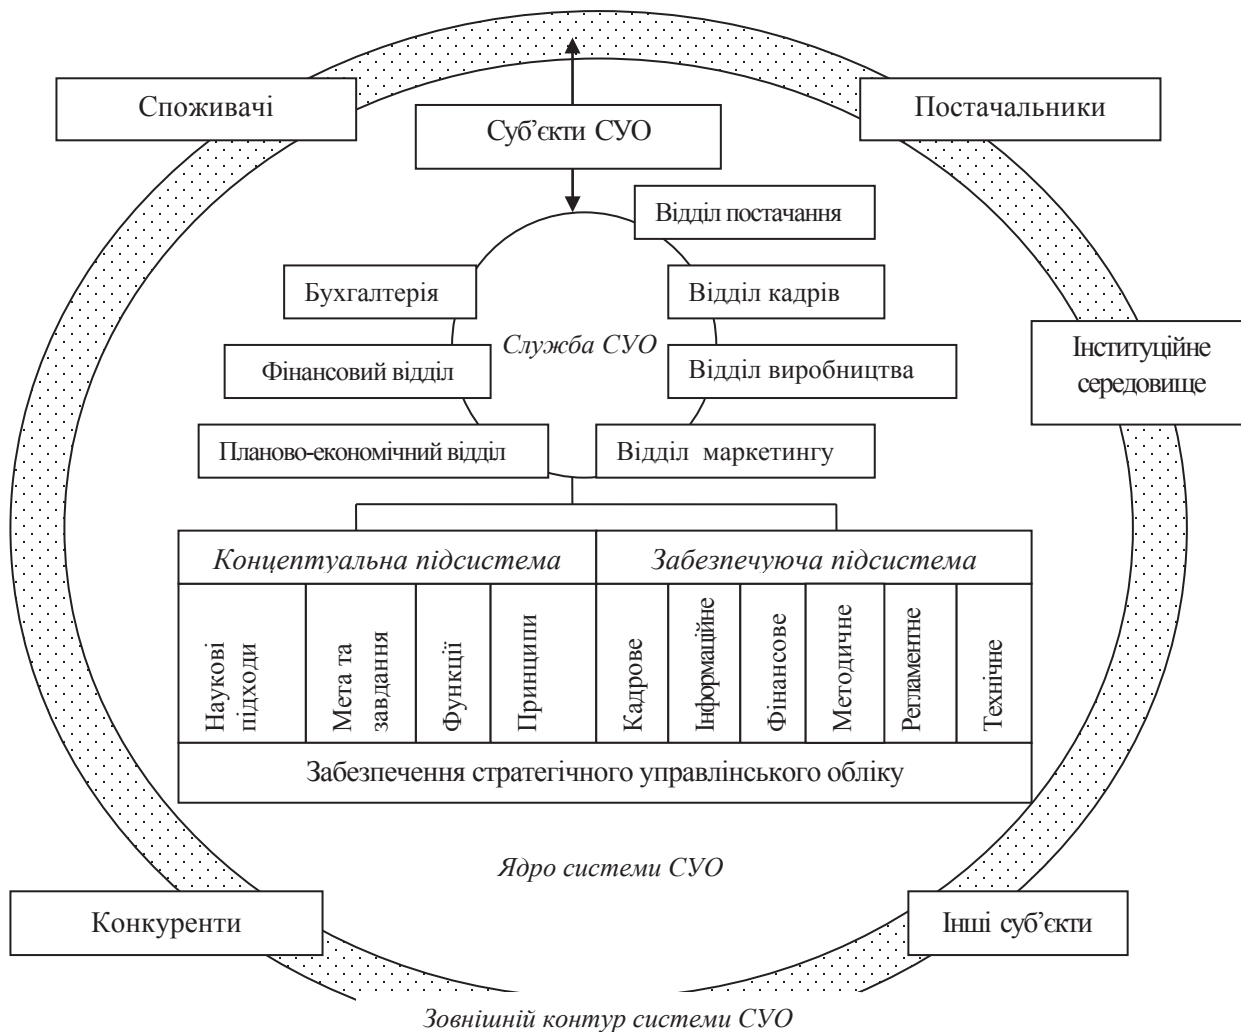 Споживачі
Постачальники
Суб’єкти СУО
Відділ постачання
Бухгалтерія
Відділ кадрів
Служба СУО
Інституційне
середовище
Фінансовий відділ
Відділ виробництва
Планово-економічний відділ
Відділ маркетингу
Концептуальна підсистема
Забезпечуюча підсистема
Наукові
підходи
Мета та
завдання
Функції
Принципи
Кадрове
Інформаційне
Фінансове
Методичне
Регламентне
Технічне
Забезпечення стратегічного управлінського обліку
Ядро системи СУО
Конкуренти
Інші суб’єкти
Зовнішній контур системи СУО